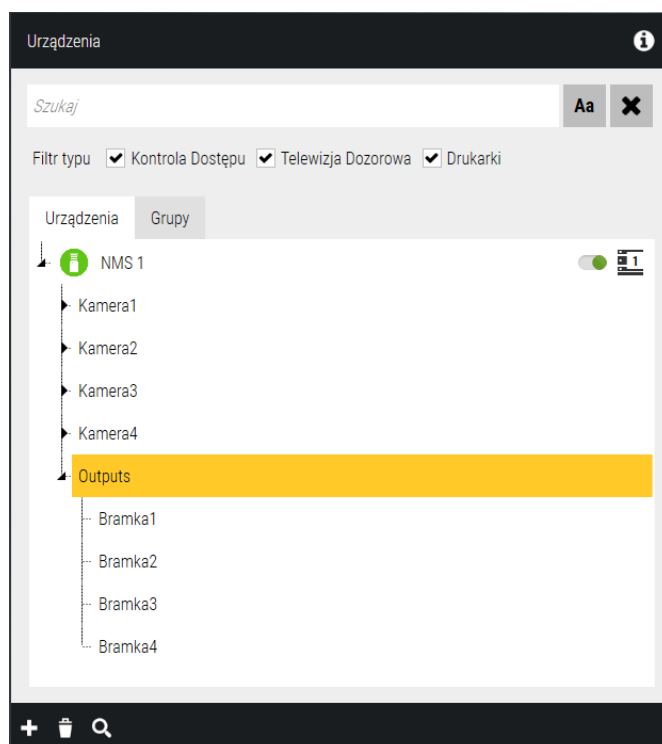 Urządzenia
Szukaj
Aa
Filtr typu Kontrola Dostępu Telewizja Dozorowa Drukarki
Urządzenia Grupy
NMS 1 1
Kamera1
Kamera2
Kamera3
Kamera4
Outputs
Bramka1
Bramka2
Bramka3
Bramka4